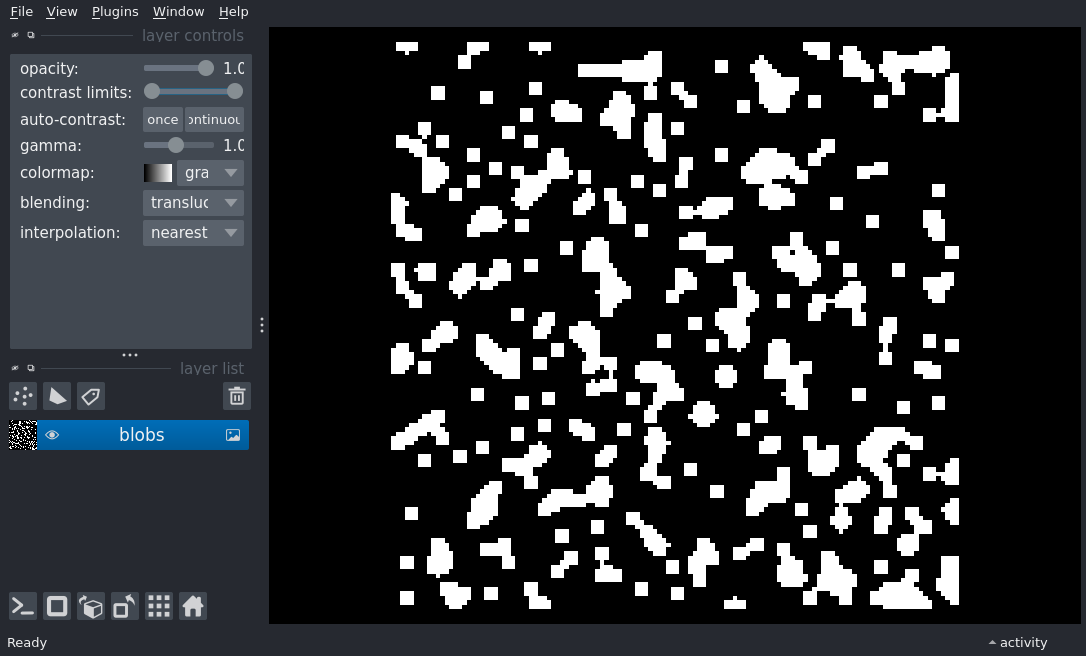 File View Plugins Window Help
layer controls
opacity: 1.0
contrast limits:
auto-contrast: once ontinuou
gamma: 1.0
colormap: gra
blending: transluc
interpolation: nearest
layer list
blobs
Ready activity